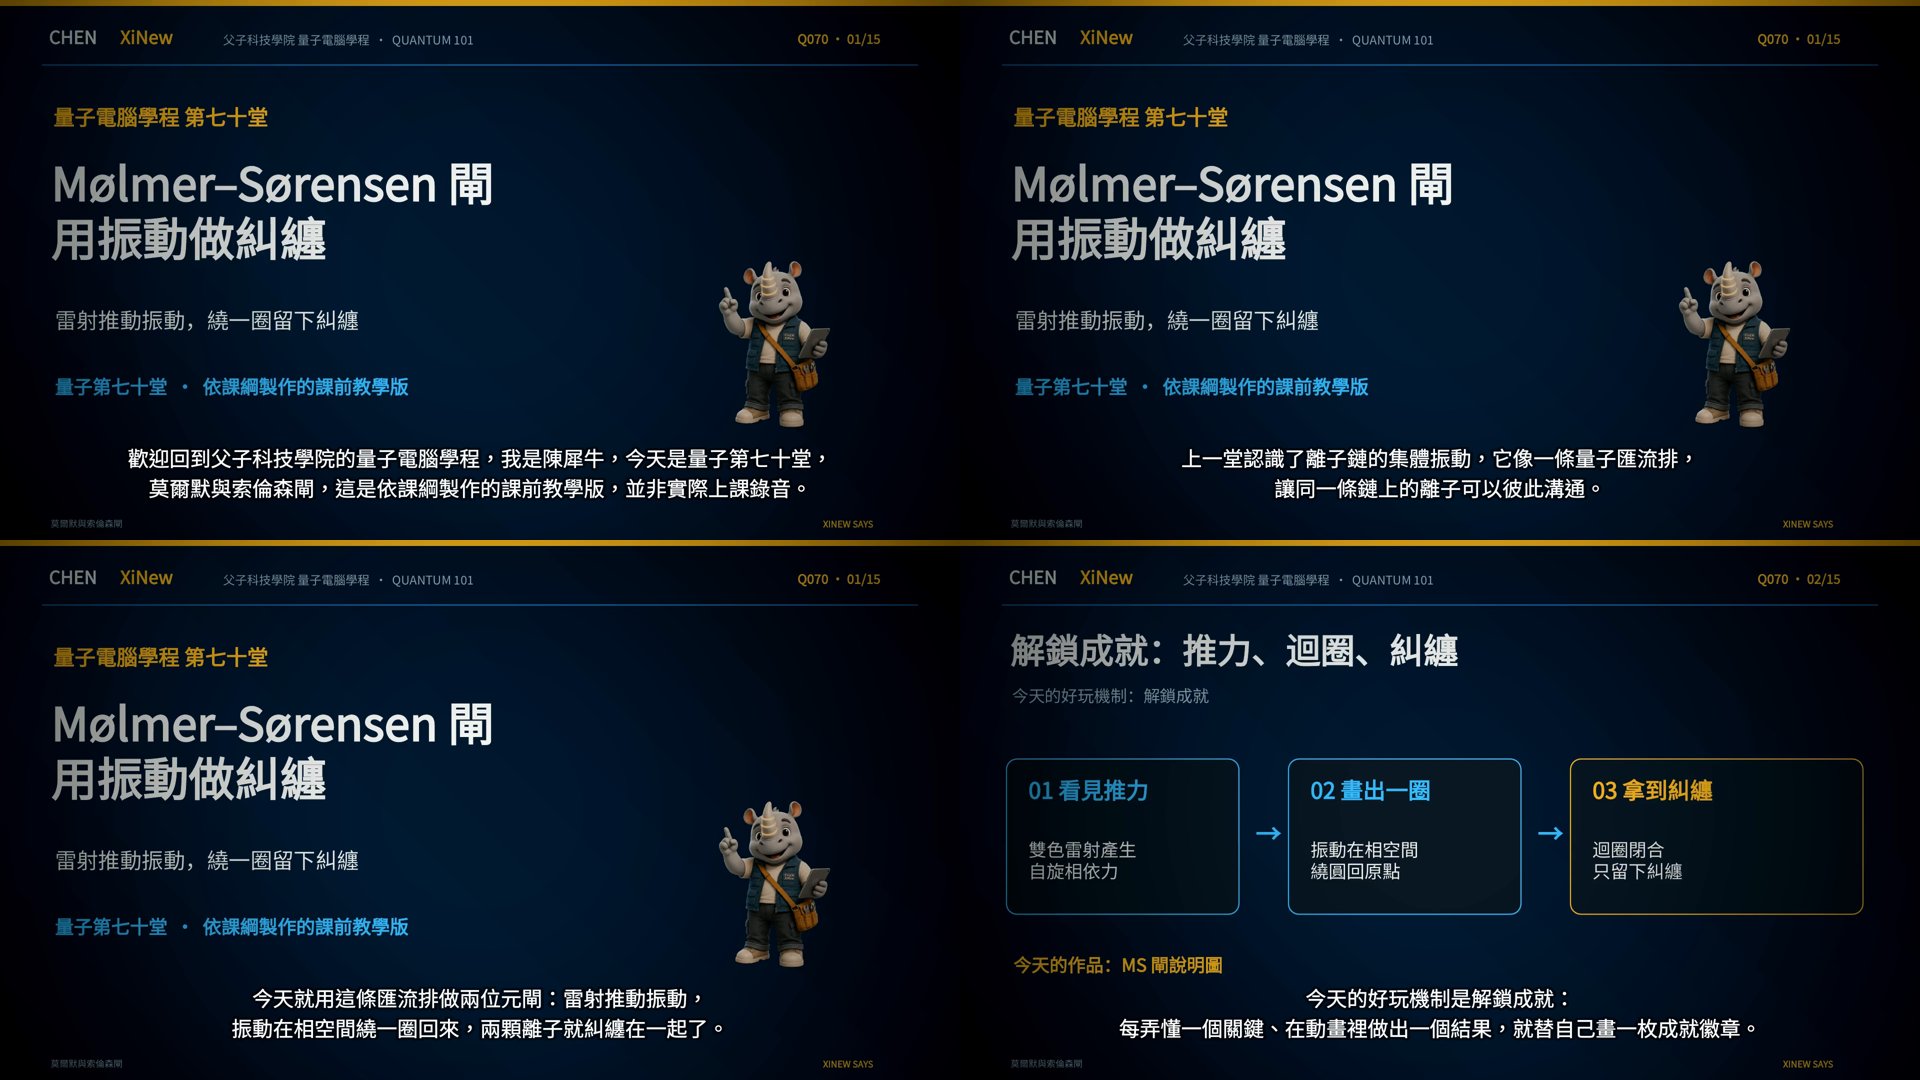 CHEN XiNew 父子科技學院 量子電腦學程 · QUANTUM 101 Q070 · 01/15
量子電腦學程 第七十堂
Mølmer–Sørensen 閘
用振動做糾纏
雷射推動振動，繞一圈留下糾纏
量子第七十堂 · 依課綱製作的課前教學版
歡迎回到父子科技學院的量子電腦學程，我是陳犀牛，今天是量子第七十堂，
莫爾默與索倫森閘，這是依課綱製作的課前教學版，並非實際上課錄音。
莫爾默與索倫森閘 XINEW SAYS
CHEN XiNew 父子科技學院 量子電腦學程 · QUANTUM 101 Q070 · 01/15
量子電腦學程 第七十堂
Mølmer–Sørensen 閘
用振動做糾纏
雷射推動振動，繞一圈留下糾纏
量子第七十堂 · 依課綱製作的課前教學版
上一堂認識了離子鏈的集體振動，它像一條量子匯流排，
讓同一條鏈上的離子可以彼此溝通。
莫爾默與索倫森閘 XINEW SAYS
CHEN XiNew 父子科技學院 量子電腦學程 · QUANTUM 101 Q070 · 01/15
量子電腦學程 第七十堂
Mølmer–Sørensen 閘
用振動做糾纏
雷射推動振動，繞一圈留下糾纏
量子第七十堂 · 依課綱製作的課前教學版
今天就用這條匯流排做兩位元閘：雷射推動振動，
振動在相空間繞一圈回來，兩顆離子就糾纏在一起了。
莫爾默與索倫森閘 XINEW SAYS
CHEN XiNew 父子科技學院 量子電腦學程 · QUANTUM 101 Q070 · 02/15
解鎖成就：推力、迴圈、糾纏
今天的好玩機制：解鎖成就
01 看見推力
雙色雷射產生
自旋相依力
→
02 畫出一圈
振動在相空間
繞圓回原點
→
03 拿到糾纏
迴圈閉合
只留下糾纏
今天的作品：MS 閘說明圖
今天的好玩機制是解鎖成就：
每弄懂一個關鍵、在動畫裡做出一個結果，就替自己畫一枚成就徽章。
莫爾默與索倫森閘 XINEW SAYS